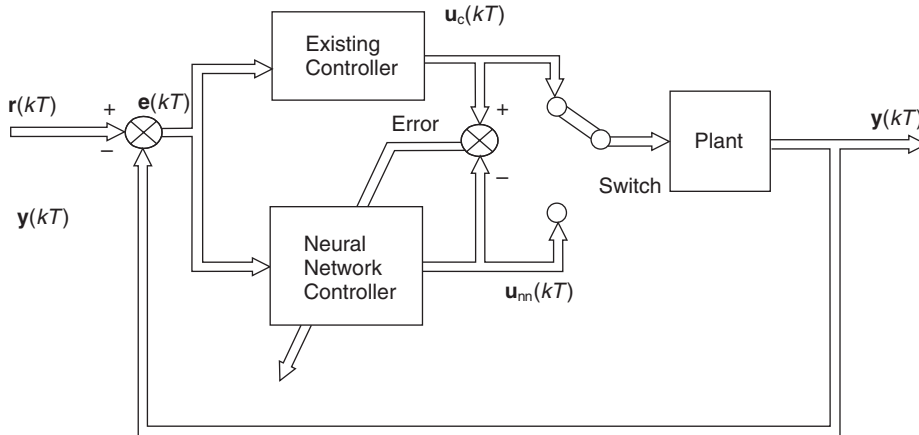 u_c(kT)
Existing
Controller
r(kT)
+
−
e(kT)
Error
+
−
Plant
y(kT)
Switch
y(kT)
Neural
Network
Controller
u_nn(kT)